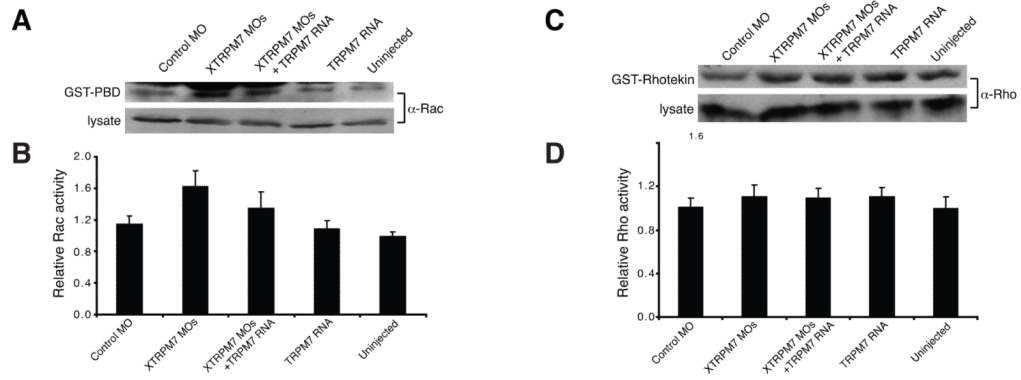 A
Control MO
XTRPM7 MOs
XTRPM7 MOs
+TRPM7 RNA
TRPM7 RNA
Uninjected
GST-PBD
lysate
α-Rac
B
Relative Rac activity
2.0
1.6
1.2
0.8
0.4
0.0
Control MO
XTRPM7 MOs
XTRPM7 MOs
+TRPM7 RNA
TRPM7 RNA
Uninjected
C
Control MO
XTRPM7 MOs
XTRPM7 MOs
+TRPM7 RNA
TRPM7 RNA
Uninjected
GST-Rhotekin
lysate
α-Rho
D
1.6
Relative Rho activity
1.2
0.8
0.4
0.0
Control MO
XTRPM7 MOs
XTRPM7 MOs
+TRPM7 RNA
TRPM7 RNA
Uninjected